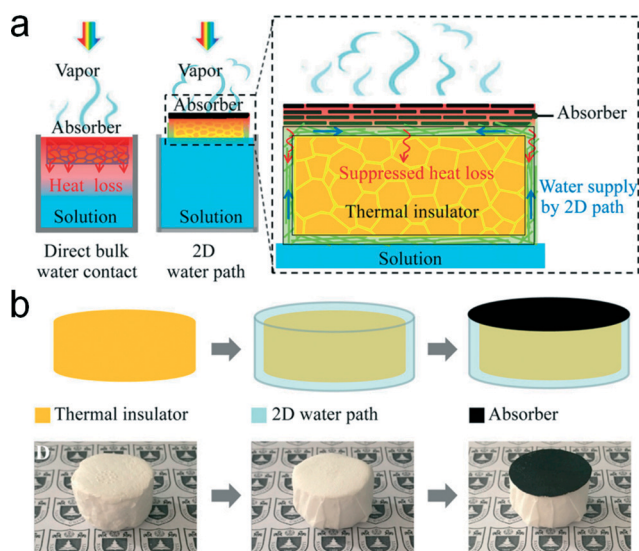 a
Vapor
Absorber
Heat loss
Solution
Direct bulk
water contact
Vapor
Absorber
Solution
2D
water path
Absorber
Suppressed heat loss
Thermal insulator
Water supply
by 2D path
Solution
b
Thermal insulator
2D water path
Absorber
D